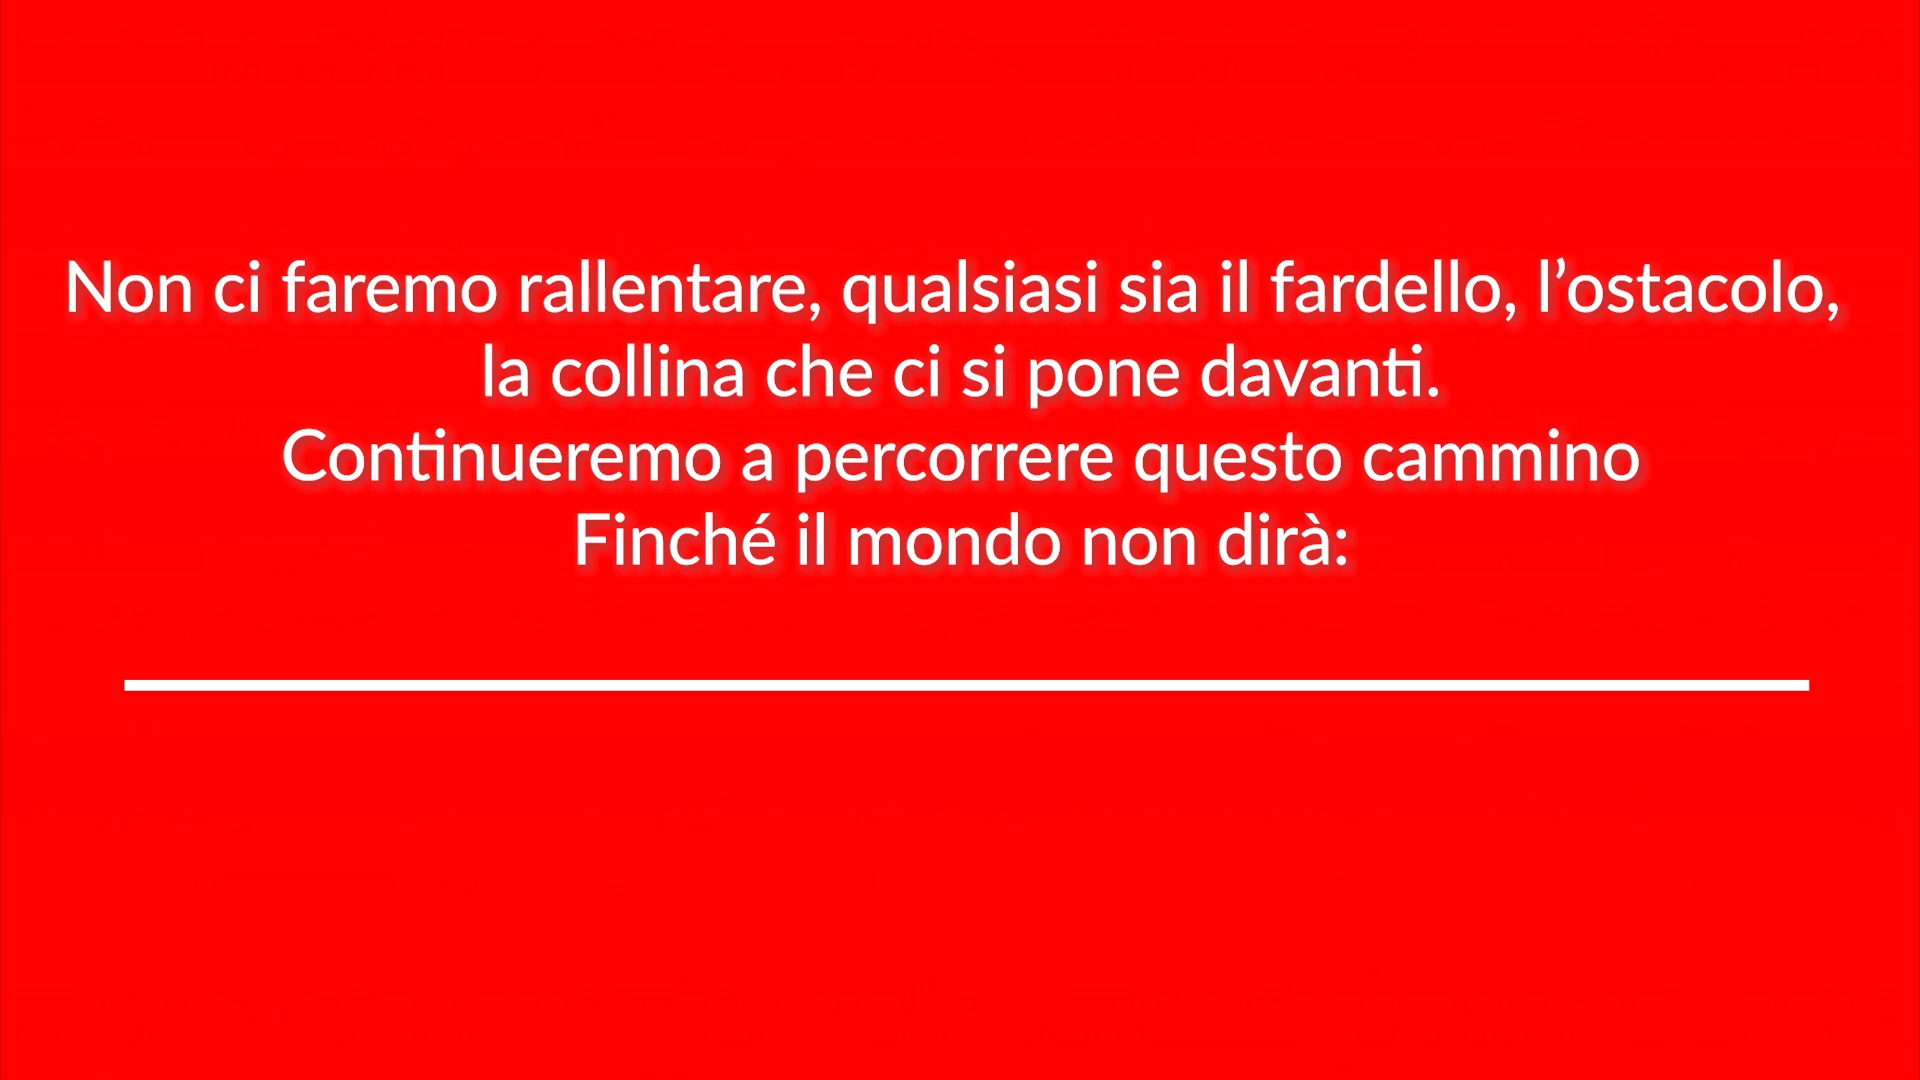 Non ci faremo rallentare, qualsiasi sia il fardello, l’ostacolo,
la collina che ci si pone davanti.
Continueremo a percorrere questo cammino
Finché il mondo non dirà: